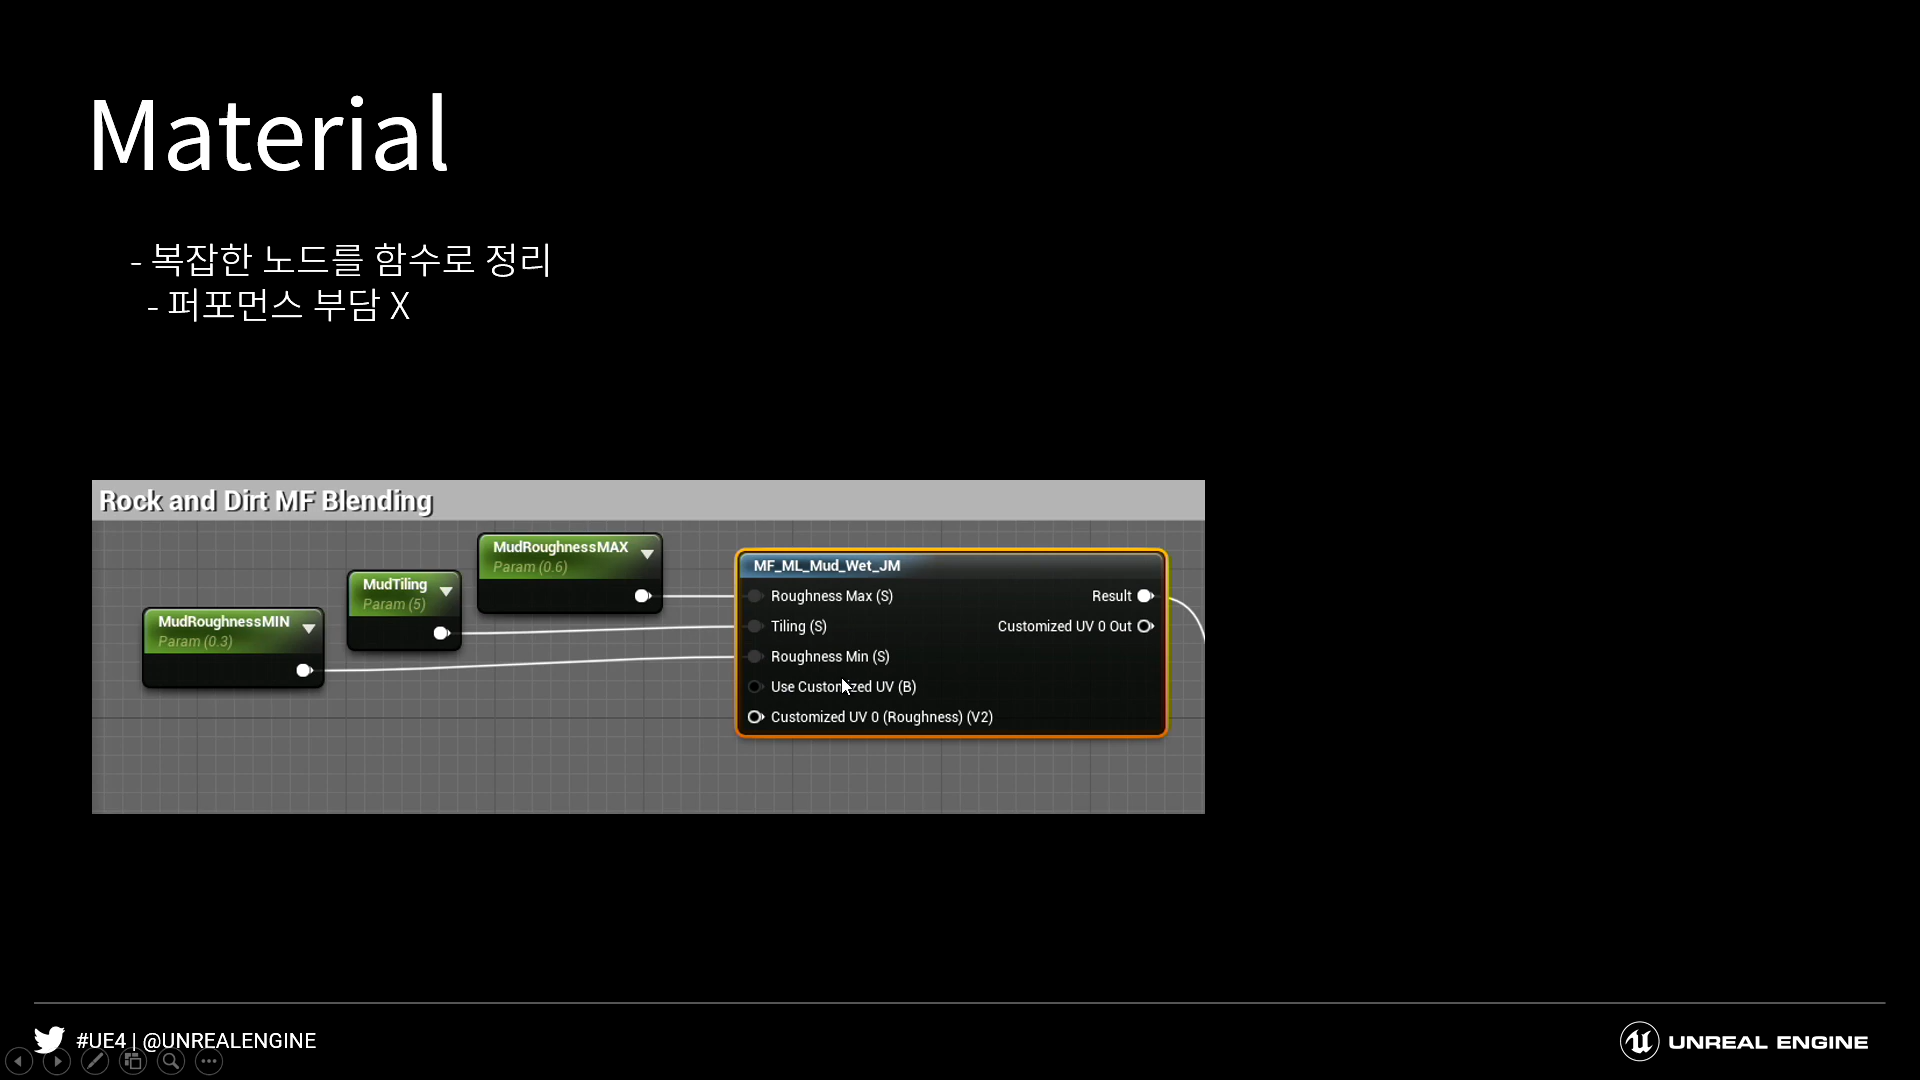 Material
- 복잡한 노드를 함수로 정리
- 퍼포먼스 부담 X
Rock and Dirt MF Blending
MudRoughnessMAX
Param (0.6)
MudTiling
Param (5)
MudRoughnessMIN
Param (0.3)
MF_ML_Mud_Wet_JM
Roughness Max (S)
Result
Tiling (S)
Customized UV 0 Out
Roughness Min (S)
Use Customized UV (B)
Customized UV 0 (Roughness) (V2)
#UE4 | @UNREALENGINE
UNREAL ENGINE